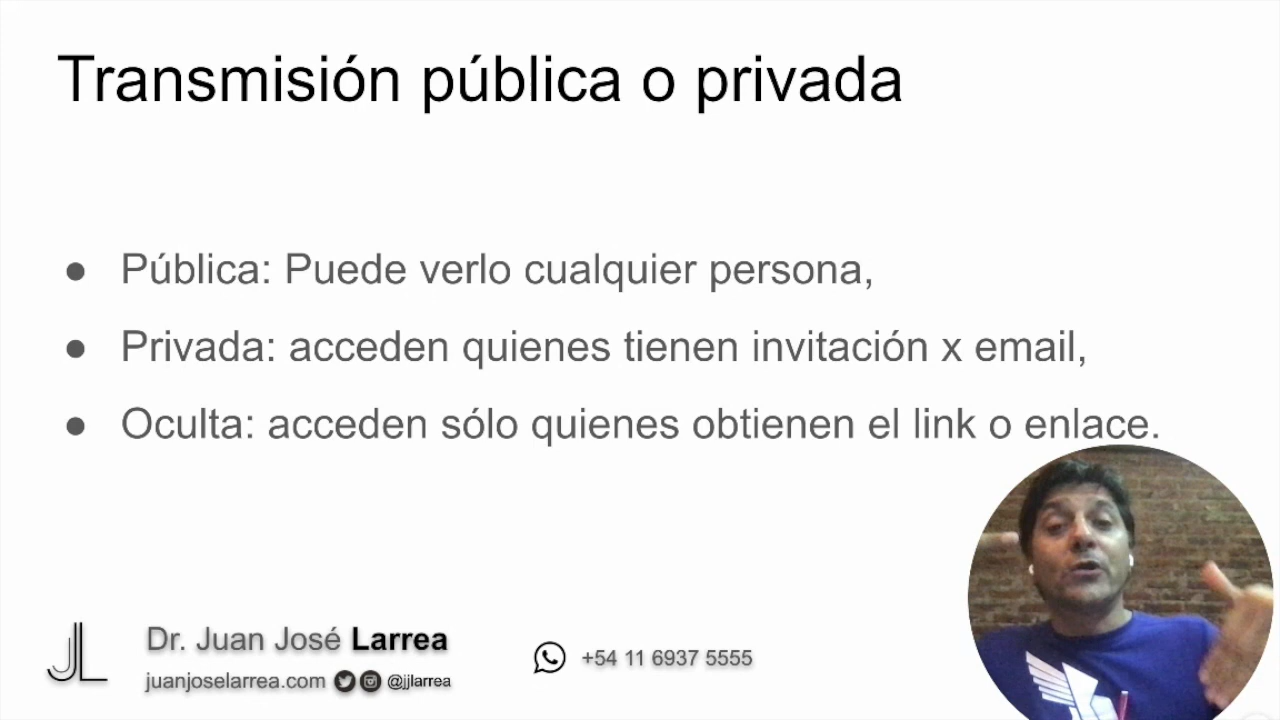 Transmisión pública o privada
● Pública: Puede verlo cualquier persona,
● Privada: acceden quienes tienen invitación x email,
● Oculta: acceden sólo quienes obtienen el link o enlace.
JL
Dr. Juan José Larrea
juanjoselarrea.com @jjlarrea
+54 11 6937 5555